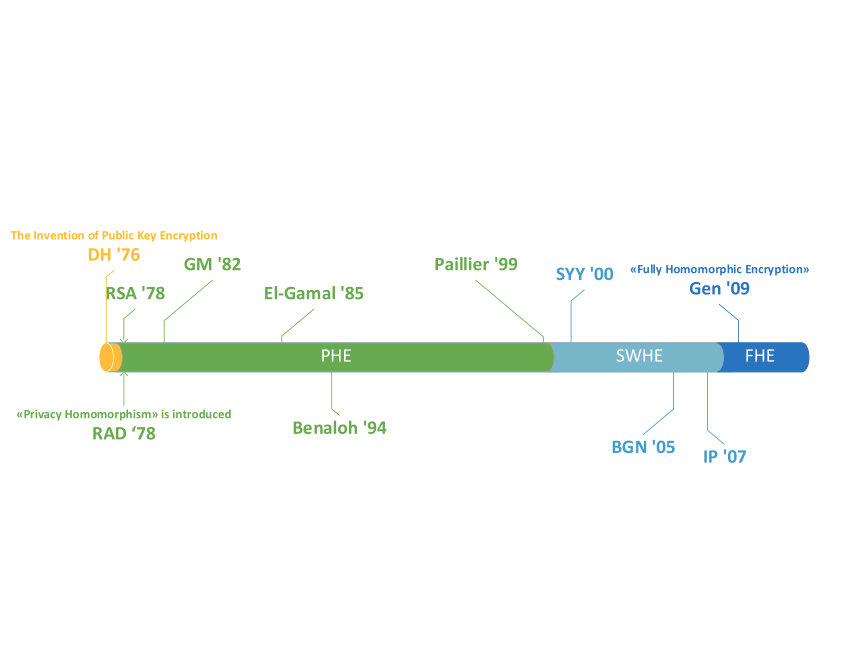 The Invention of Public Key Encryption
DH '76
GM '82
Paillier '99
RSA '78
El-Gamal '85
SYY '00
«Fully Homomorphic Encryption»
Gen '09
PHE
SWHE
FHE
«Privacy Homomorphism» is introduced
RAD ‘78
Benaloh '94
BGN '05
IP '07